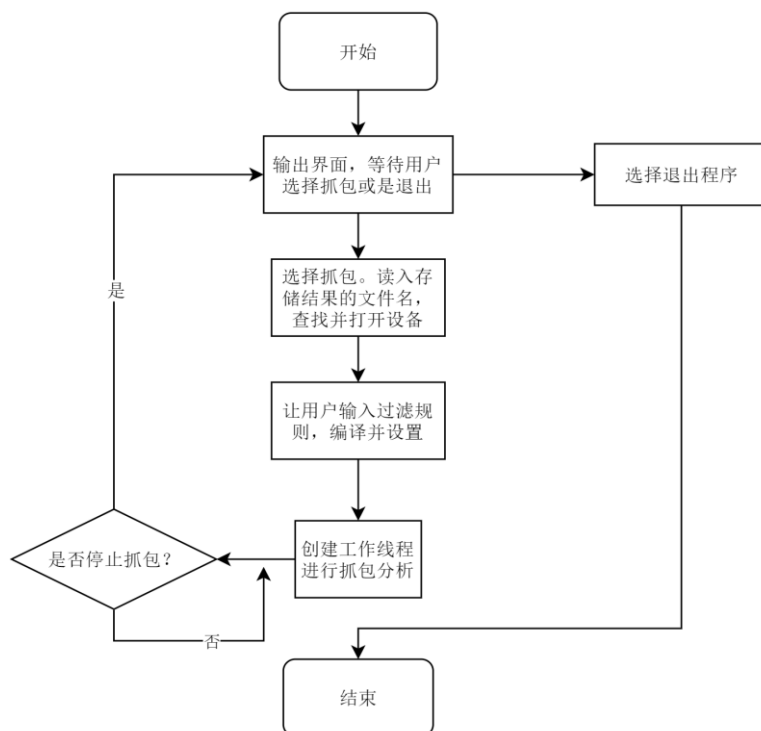 开始
输出界面，等待用户
选择抓包或是退出
选择退出程序
选择抓包。读入存
储结果的文件名，
查找并打开设备
是
让用户输入过滤规
则，编译并设置
是否停止抓包？
创建工作线程
进行抓包分析
否
结束